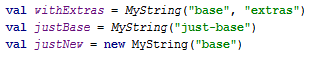 val withExtras = MyString("base", "extras")
val justBase = MyString("just-base")
val justNew = new MyString("base")